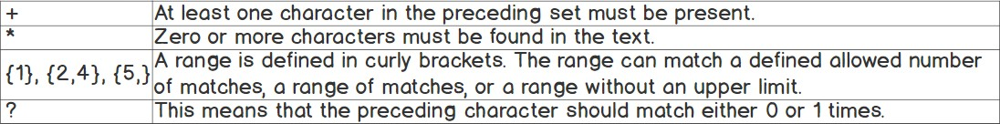 + At least one character in the preceding set must be present.
* Zero or more characters must be found in the text.
{1}, {2,4}, {5,} A range is defined in curly brackets. The range can match a defined allowed number
of matches, a range of matches, or a range without an upper limit.
? This means that the preceding character should match either 0 or 1 times.